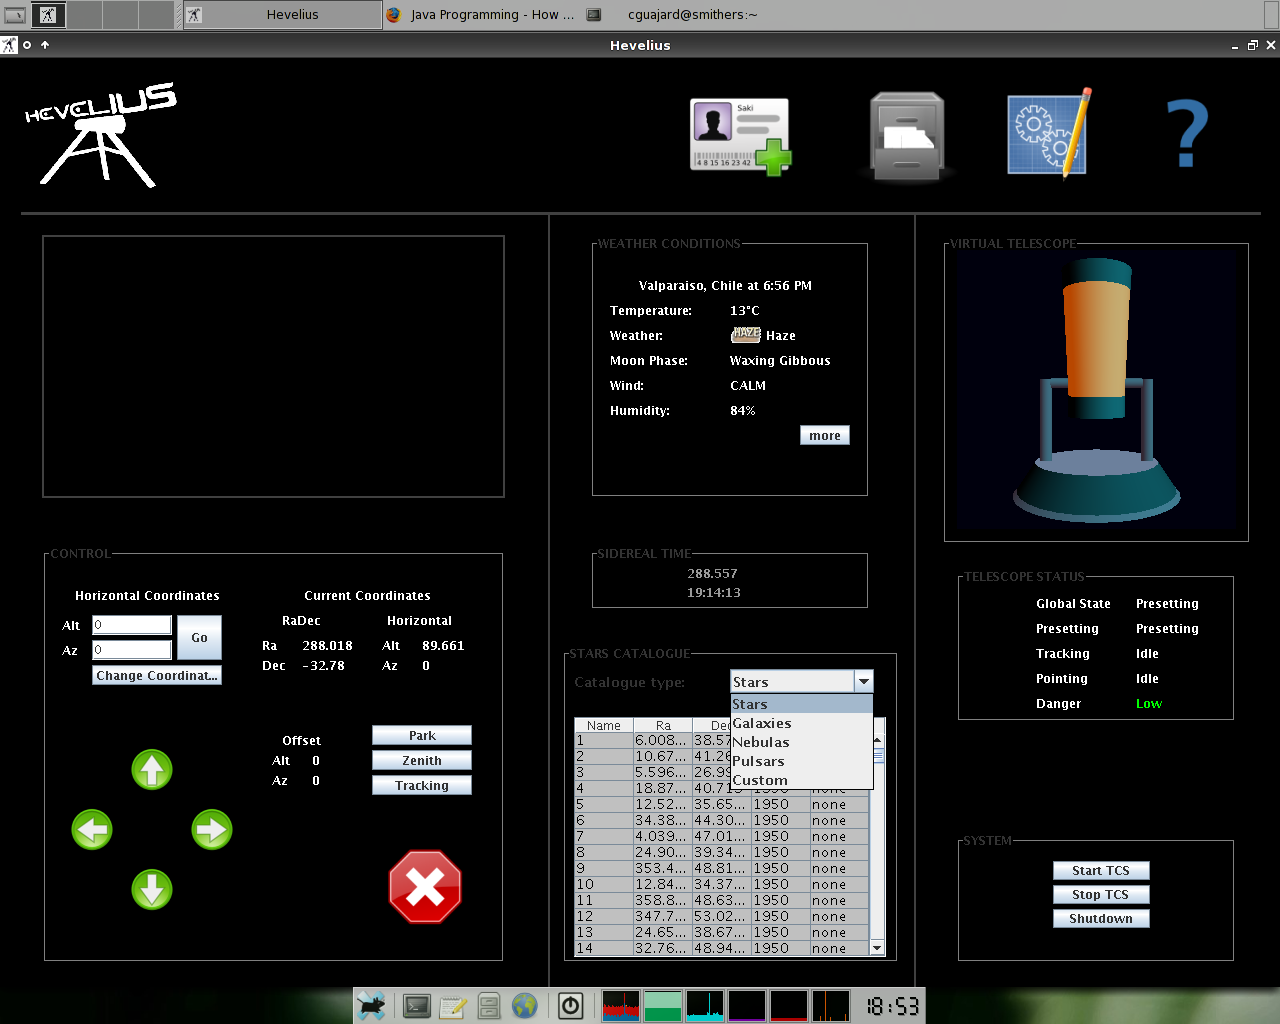 Hevelius
Java Programming - How ...
cguajard@smithers:~
Hevelius
HEVELIUS
Saki
4 8 15 16 23 42
?
WEATHER CONDITIONS
Valparaiso, Chile at 6:56 PM
Temperature: 13°C
Weather: HAZE Haze
Moon Phase: Waxing Gibbous
Wind: CALM
Humidity: 84%
more
VIRTUAL TELESCOPE
CONTROL
Horizontal Coordinates
Alt 0
Az 0
Go
Change Coordinat...
Current Coordinates
RaDec Horizontal
Ra 288.018 Alt 89.661
Dec -32.78 Az 0
Offset
Alt 0
Az 0
Park
Zenith
Tracking
SIDEREAL TIME
288.557
19:14:13
STARS CATALOGUE
Catalogue type: Stars
Stars
Galaxies
Nebulas
Pulsars
Custom
Name Ra
1 6.008... 38.57
2 10.67... 41.26
3 5.596... 26.99
4 18.87... 40.71 1950 none
5 12.52... 35.65... 1950 none
6 34.38... 44.30... 1950 none
7 4.039... 47.01... 1950 none
8 24.90... 39.34... 1950 none
9 353.4... 48.81... 1950 none
10 12.84... 34.37... 1950 none
11 358.8... 48.63... 1950 none
12 347.7... 53.02... 1950 none
13 24.65... 38.67... 1950 none
14 32.76... 48.94... 1950 none
TELESCOPE STATUS
Global State Presetting
Presetting Presetting
Tracking Idle
Pointing Idle
Danger Low
SYSTEM
Start TCS
Stop TCS
Shutdown
18:53